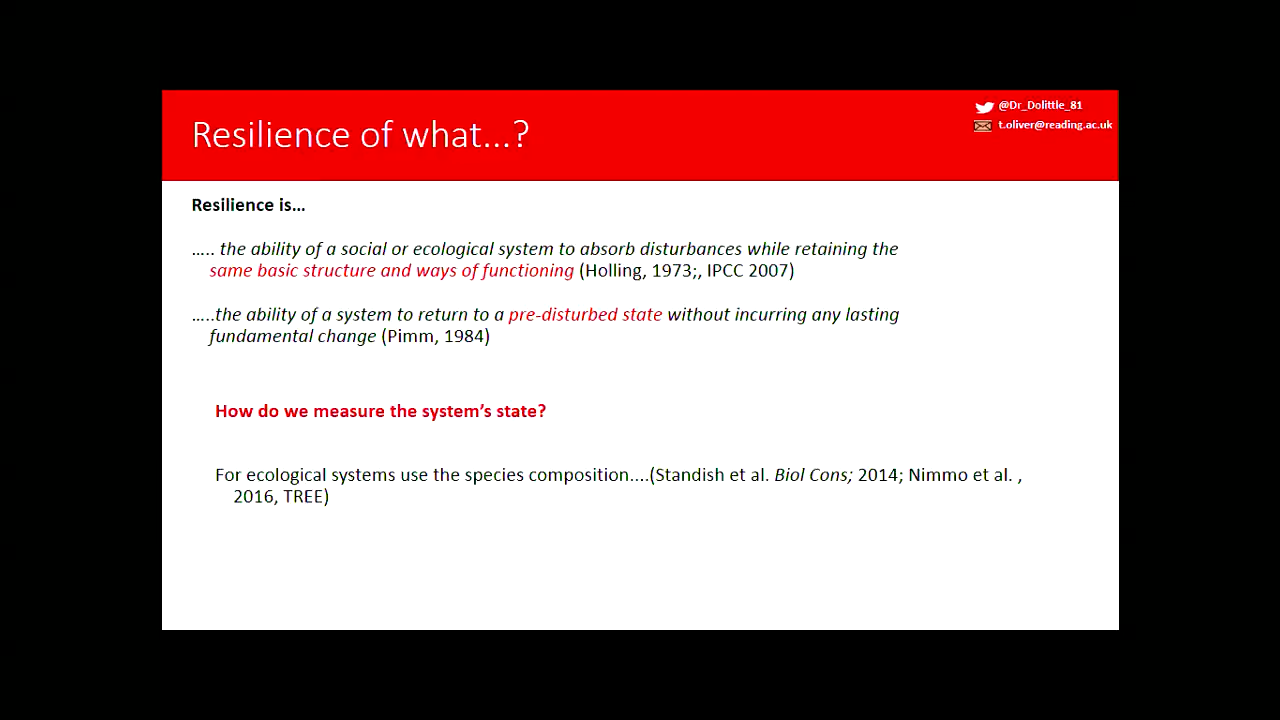 Resilience of what...?
@Dr_Dolittle_81
t.oliver@reading.ac.uk
Resilience is...
..... the ability of a social or ecological system to absorb disturbances while retaining the
same basic structure and ways of functioning (Holling, 1973;, IPCC 2007)
.....the ability of a system to return to a pre-disturbed state without incurring any lasting
fundamental change (Pimm, 1984)
How do we measure the system's state?
For ecological systems use the species composition....(Standish et al. Biol Cons; 2014; Nimmo et al. ,
2016, TREE)